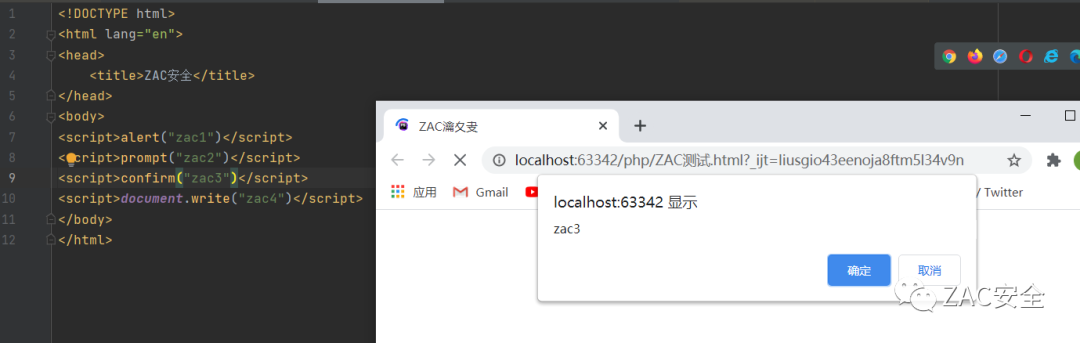 1 <!DOCTYPE html>
2 <html lang="en">
3 <head>
4 <title>ZAC安全</title>
5 </head>
6 <body>
7 <script>alert("zac1")</script>
8 <script>prompt("zac2")</script>
9 <script>confirm("zac3")</script>
10 <script>document.write("zac4")</script>
11 </body>
12 </html>
ZAC瀹夊叏
localhost:63342/php/ZAC测试.html?_ijt=liusgio43eenoja8ftm5l34v9n
应用 Gmail / Twitter
localhost:63342 显示
zac3
确定 取消
ZAC安全